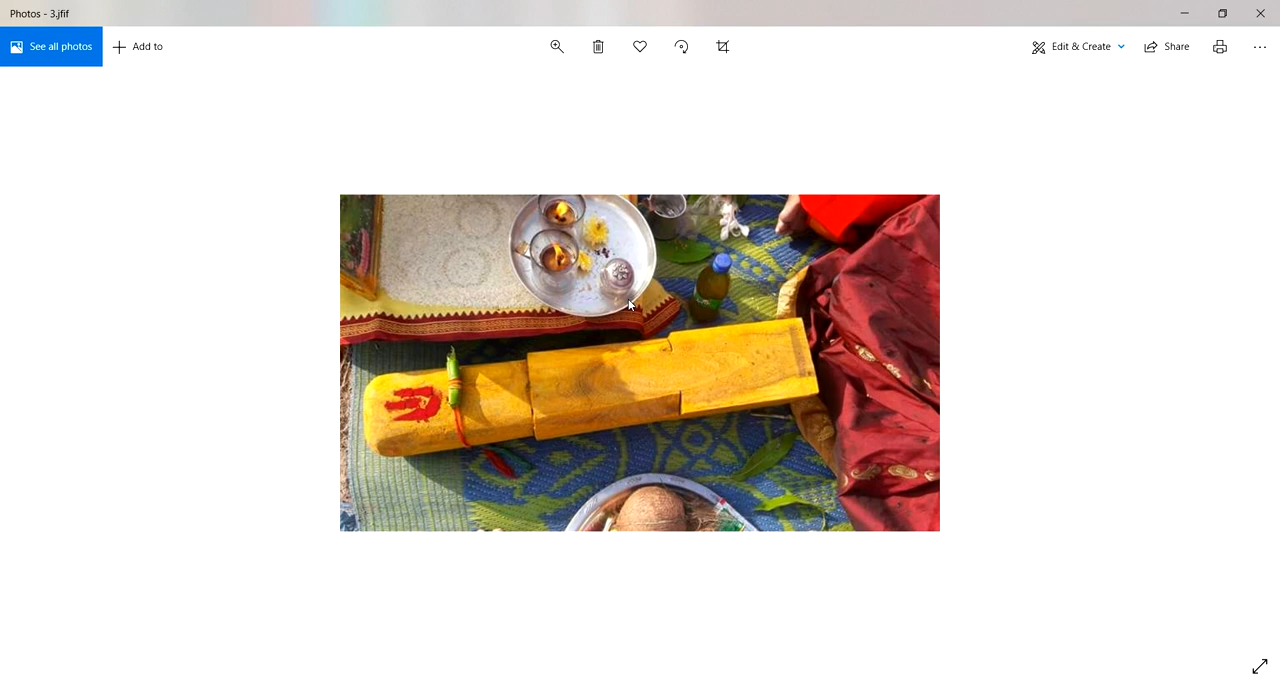 Photos - 3.jfif
See all photos
Add to
Edit & Create
Share